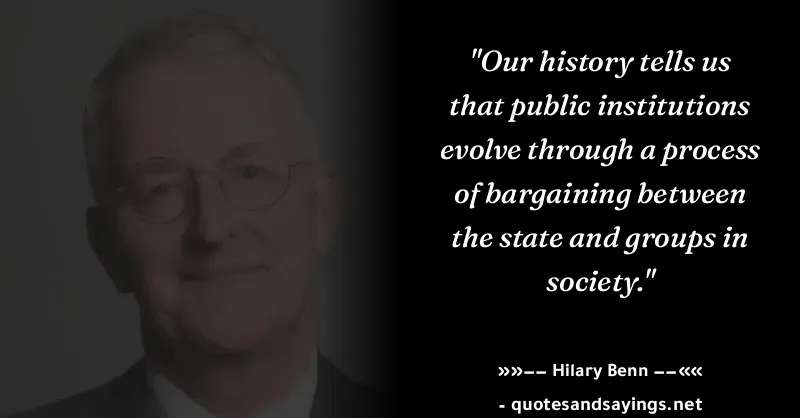 "Our history tells us
that public institutions
evolve through a process
of bargaining between
the state and groups in
society."
»»−− Hilary Benn −−««
- quotesandsayings.net